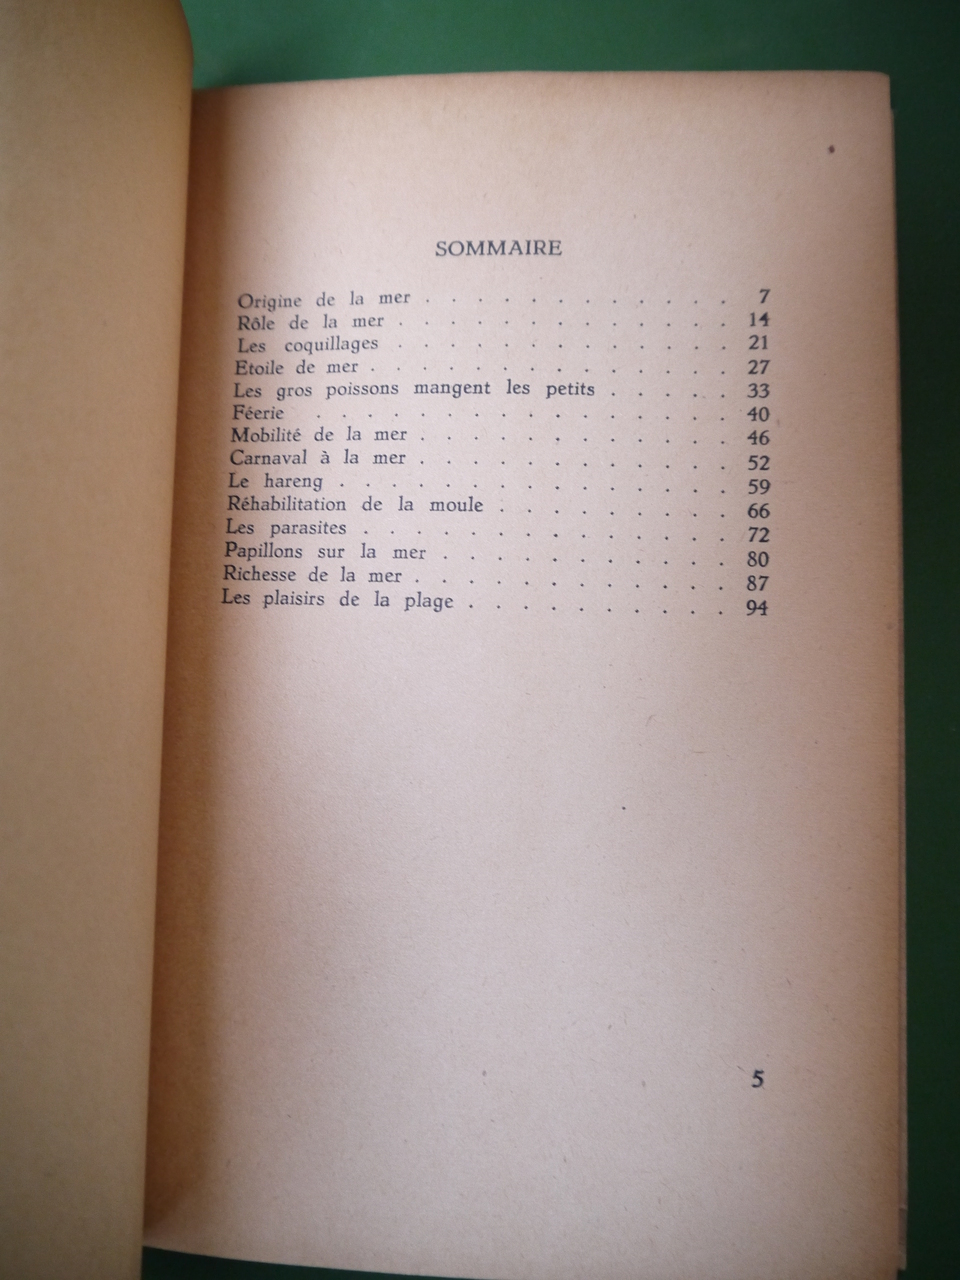 SOMMAIRE
Origine de la mer . . . . . . . . . . . . 7
Rôle de la mer . . . . . . . . . . . . . 14
Les coquillages . . . . . . . . . . . . . 21
Etoile de mer . . . . . . . . . . . . . . 27
Les gros poissons mangent les petits . . . . . 33
Féerie . . . . . . . . . . . . . . . . 40
Mobilité de la mer . . . . . . . . . . . . 46
Carnaval à la mer . . . . . . . . . . . . 52
Le hareng . . . . . . . . . . . . . . . 59
Réhabilitation de la moule . . . . . . . . . 66
Les parasites . . . . . . . . . . . . . . 72
Papillons sur la mer . . . . . . . . . . . 80
Richesse de la mer . . . . . . . . . . . . 87
Les plaisirs de la plage . . . . . . . . . . 94
5